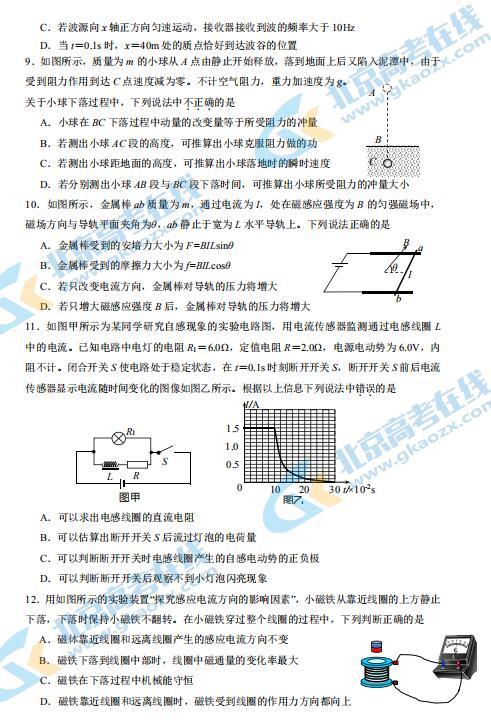 C．若波源向x轴正方向匀速运动，接收器接收到波的频率大于10Hz
D．当t=0.1s时，x=40m处的质点恰好到达波谷的位置
9．如图所示，质量为m的小球从A点由静止开始释放，落到地面上后又陷入泥潭中，由于
受到阻力作用到达C点速度减为零。不计空气阻力，重力加速度为g。
关于小球下落过程中，下列说法中不正确的是
A．小球在BC下落过程中动量的改变量等于所受阻力的冲量
B．若测出小球AC段的高度，可推算出小球克服阻力做的功
C．若测出小球距地面的高度，可推算出小球落地时的瞬时速度
D．若分别测出小球AB段与BC段下落时间，可推算出小球所受阻力的冲量大小
A
B
C
10．如图所示，金属棒ab质量为m，通过电流为I，处在磁感应强度为B的匀强磁场中，
磁场方向与导轨平面夹角为θ，ab静止于宽为L水平导轨上。下列说法正确的是
A．金属棒受到的安培力大小为F=BILsinθ
B．金属棒受到的摩擦力大小为f=BILcosθ
C．若只改变电流方向，金属棒对导轨的压力将增大
D．若只增大磁感应强度B后，金属棒对导轨的压力将增大
B
a
θ
I
b
11．如图甲所示为某同学研究自感现象的实验电路图，用电流传感器监测通过电感线圈L
中的电流。已知电路中电灯的电阻R₁=6.0Ω，定值电阻R=2.0Ω，电源电动势为6.0V，内
阻不计。闭合开关S使电路处于稳定状态，在t=0.1s时刻断开开关S，断开开关S前后电流
传感器显示电流随时间变化的图像如图乙所示。根据以上信息下列说法中错误的是
R₁
L
R
S
图甲
I/A
1.5
1.0
0.5
0 10 20 30 t/×10⁻²s
图乙
A．可以求出电感线圈的直流电阻
B．可以估算出断开开关S后流过灯泡的电荷量
C．可以判断断开开关时电感线圈产生的自感电动势的正负极
D．可以判断断开开关后观察不到小灯泡闪亮现象
12．用如图所示的实验装置“探究感应电流方向的影响因素”，小磁铁从靠近线圈的上方静止
下落，下落时保持小磁铁不翻转。在小磁铁穿过整个线圈的过程中，下列判断正确的是
A．磁体靠近线圈和远离线圈产生的感应电流方向不变
B．磁铁下落到线圈中部时，线圈中磁通量的变化率最大
C．磁铁在下落过程中机械能守恒
D．磁铁靠近线圈和远离线圈时，磁铁受到线圈的作用力方向都向上
G
北京高考在线
www.gkaozx.com
北京高考在线
www.gkaozx.com
北京高考在线
www.gkaozx.com